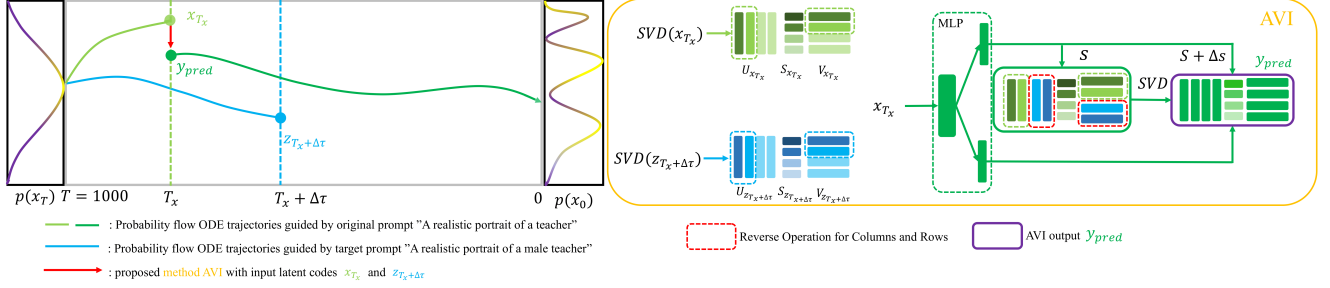 x_{T_x}
y_{pred}
z_{T_x+Δτ}
p(x_T) T = 1000 T_x T_x + Δτ 0 p(x_0)
: Probability flow ODE trajectories guided by original prompt ”A realistic portrait of a teacher”
: Probability flow ODE trajectories guided by target prompt ”A realistic portrait of a male teacher”
: proposed method AVI with input latent codes x_{T_x} and z_{T_x+Δτ}
AVI
SVD(x_{T_x})
U_{x_{T_x}} S_{x_{T_x}} V_{x_{T_x}}
SVD(z_{T_x+Δτ})
U_{z_{T_x+Δτ}} S_{z_{T_x+Δτ}} V_{z_{T_x+Δτ}}
MLP
x_{T_x}
S
SVD
S + Δs
y_{pred}
Reverse Operation for Columns and Rows
AVI output y_{pred}